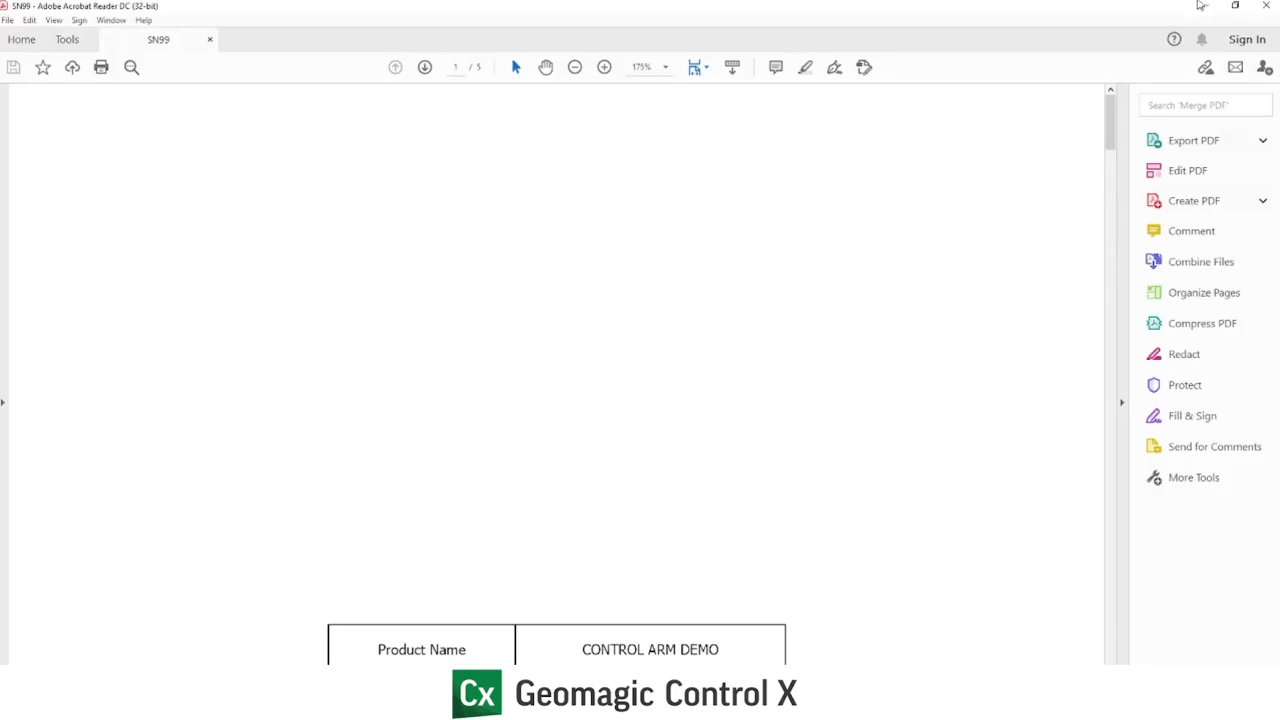 SN99 - Adobe Acrobat Reader DC (32-bit)
File Edit View Sign Window Help
Home Tools SN99 × Sign In
1 / 5 175%
Search 'Merge PDF'
Export PDF
Edit PDF
Create PDF
Comment
Combine Files
Organize Pages
Compress PDF
Redact
Protect
Fill & Sign
Send for Comments
More Tools
Product Name CONTROL ARM DEMO
Cx Geomagic Control X